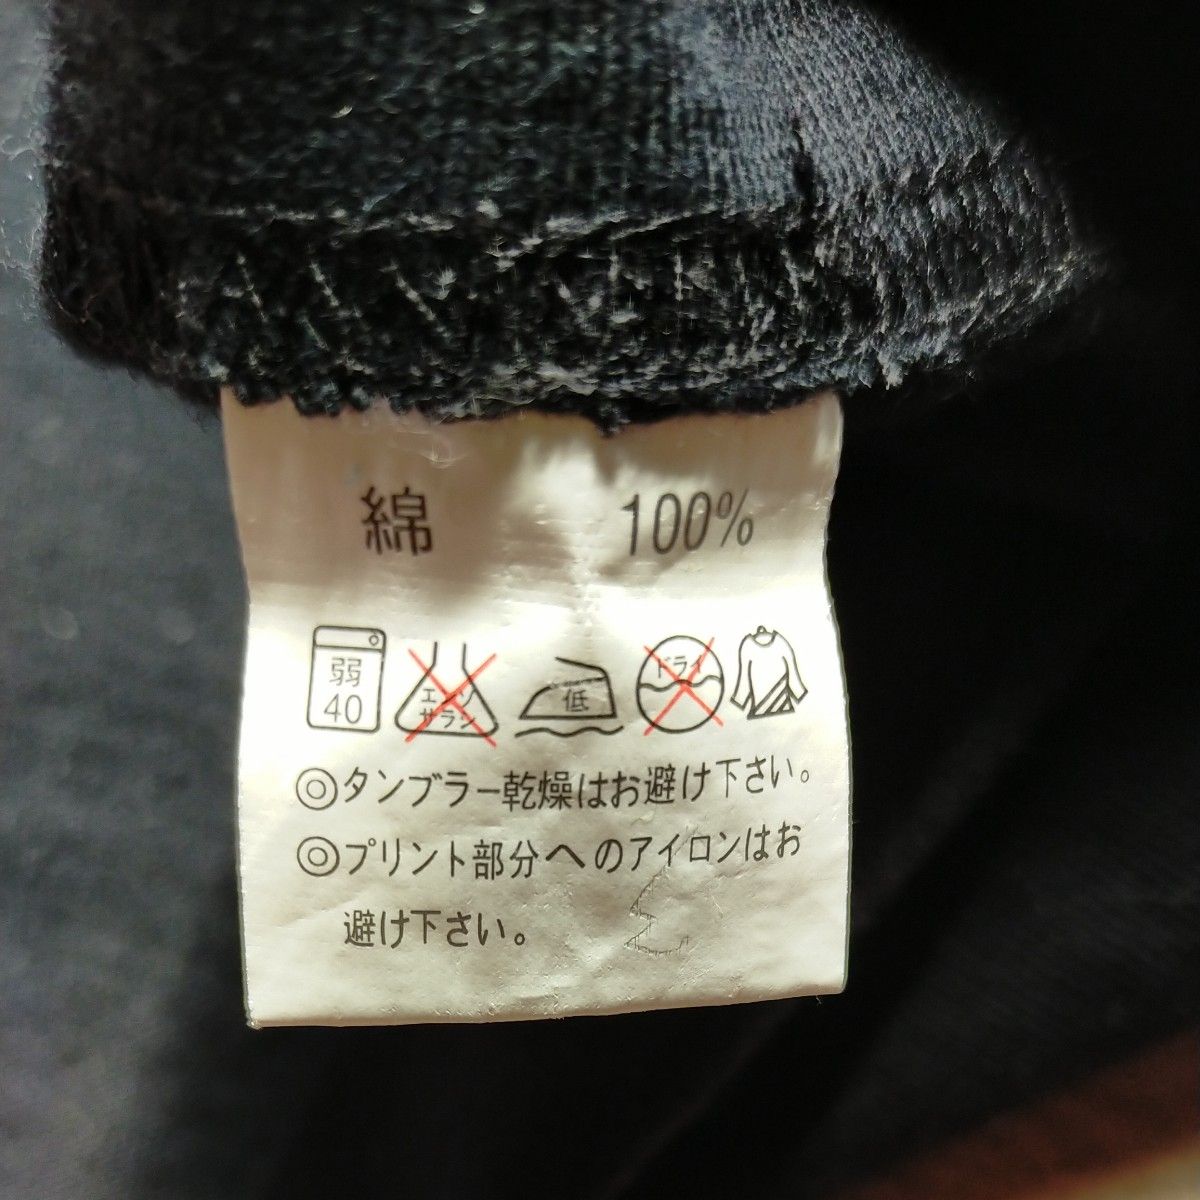 綿 100%
弱 40 エンソ サラシ 低 ドライ
◎タンブラー乾燥はお避け下さい。
◎プリント部分へのアイロンはお
避け下さい。